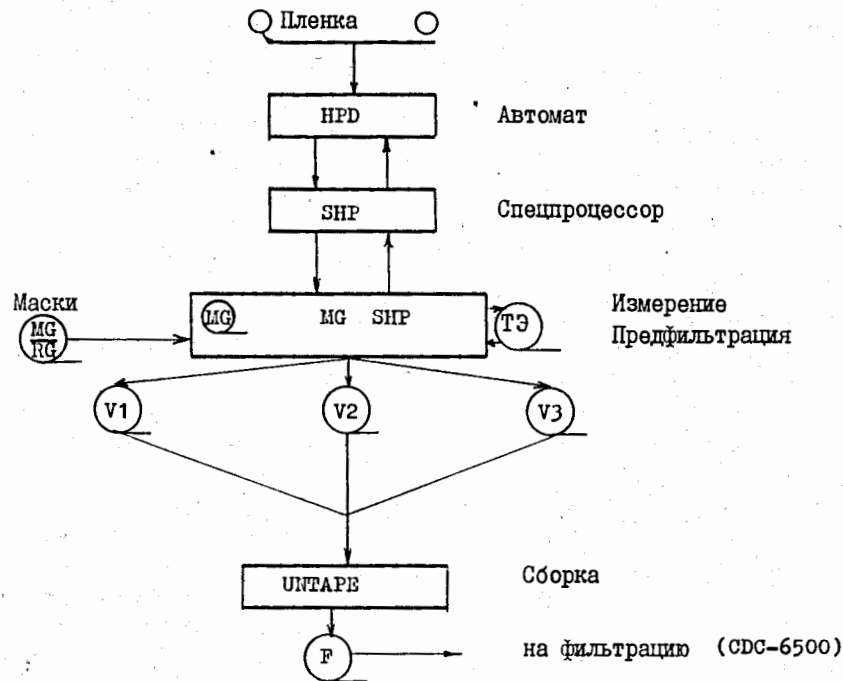 Пленка
HPD Автомат
SHP Спецпроцессор
Маски
MG
RG
MG MG SHP ТЭ
Измерение
Предфильтрация
V1 V2 V3
UNTAPE Сборка
F на фильтрацию (CDC-6500)